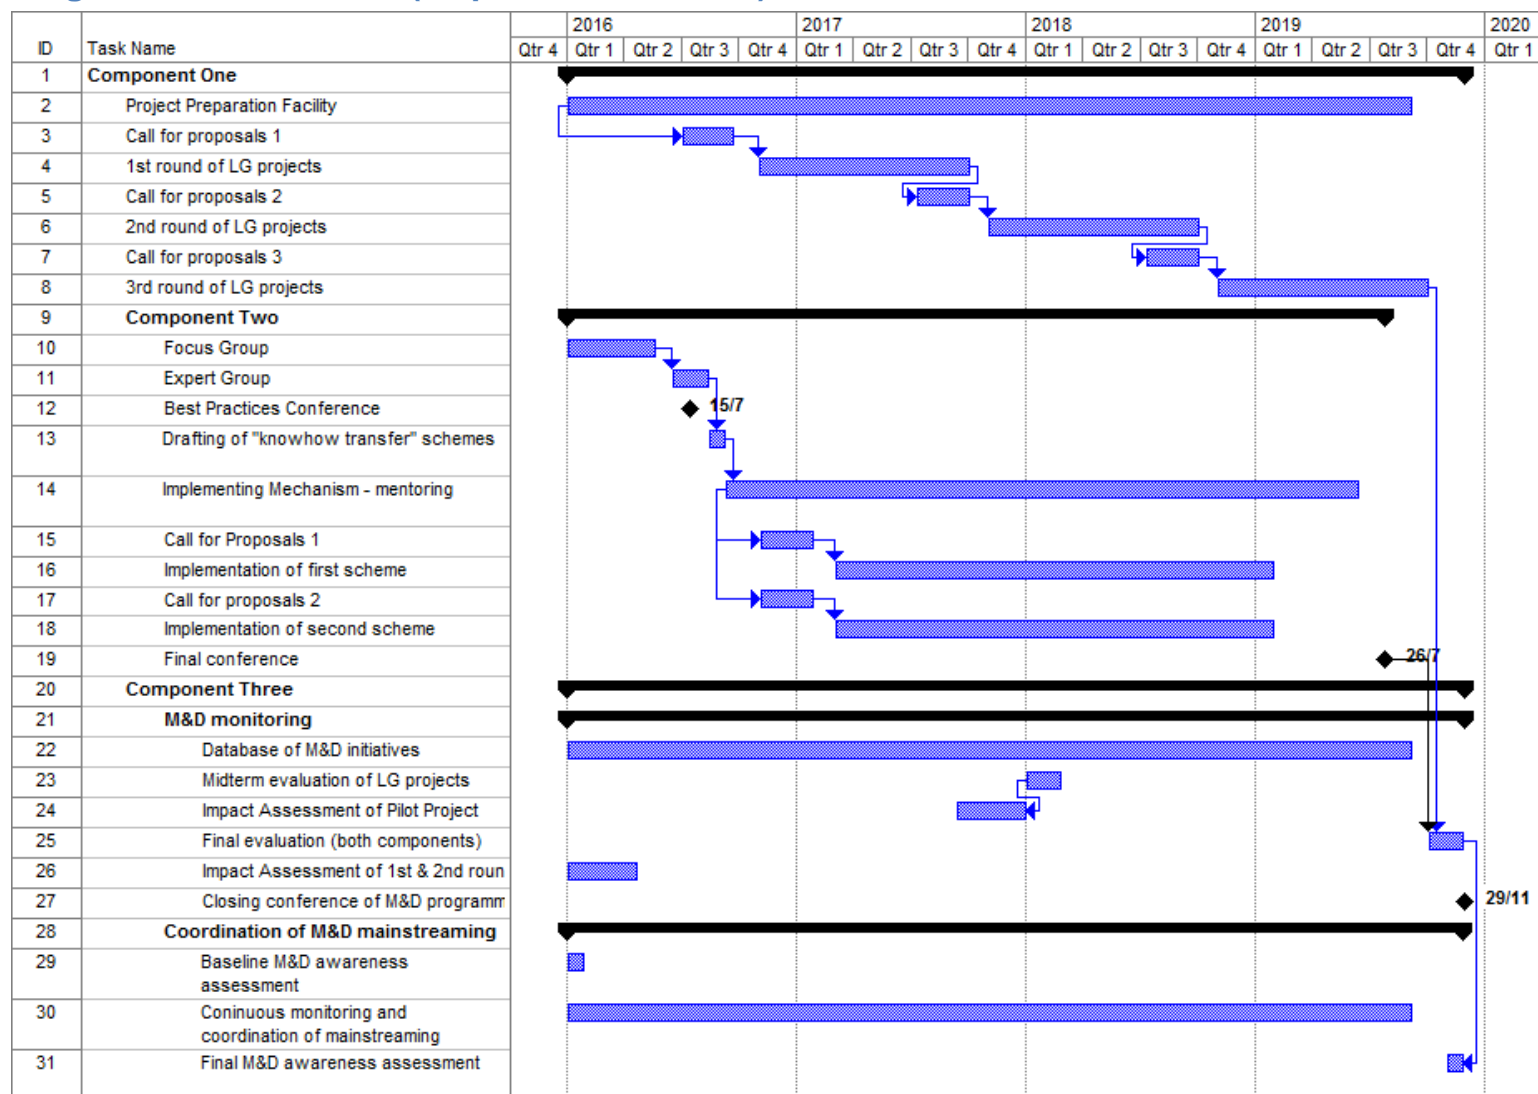 2016 2017 2018 2019 2020
ID Task Name Qtr 4 Qtr 1 Qtr 2 Qtr 3 Qtr 4 Qtr 1 Qtr 2 Qtr 3 Qtr 4 Qtr 1 Qtr 2 Qtr 3 Qtr 4 Qtr 1 Qtr 2 Qtr 3 Qtr 4 Qtr 1
1 Component One
2 Project Preparation Facility
3 Call for proposals 1
4 1st round of LG projects
5 Call for proposals 2
6 2nd round of LG projects
7 Call for proposals 3
8 3rd round of LG projects
9 Component Two
10 Focus Group
11 Expert Group
12 Best Practices Conference 15/7
13 Drafting of "knowhow transfer" schemes
14 Implementing Mechanism - mentoring
15 Call for Proposals 1
16 Implementation of first scheme
17 Call for proposals 2
18 Implementation of second scheme
19 Final conference 26/7
20 Component Three
21 M&D monitoring
22 Database of M&D initiatives
23 Midterm evaluation of LG projects
24 Impact Assessment of Pilot Project
25 Final evaluation (both components)
26 Impact Assessment of 1st & 2nd roun
27 Closing conference of M&D programm 29/11
28 Coordination of M&D mainstreaming
29 Baseline M&D awareness
assessment
30 Coninuous monitoring and
coordination of mainstreaming
31 Final M&D awareness assessment